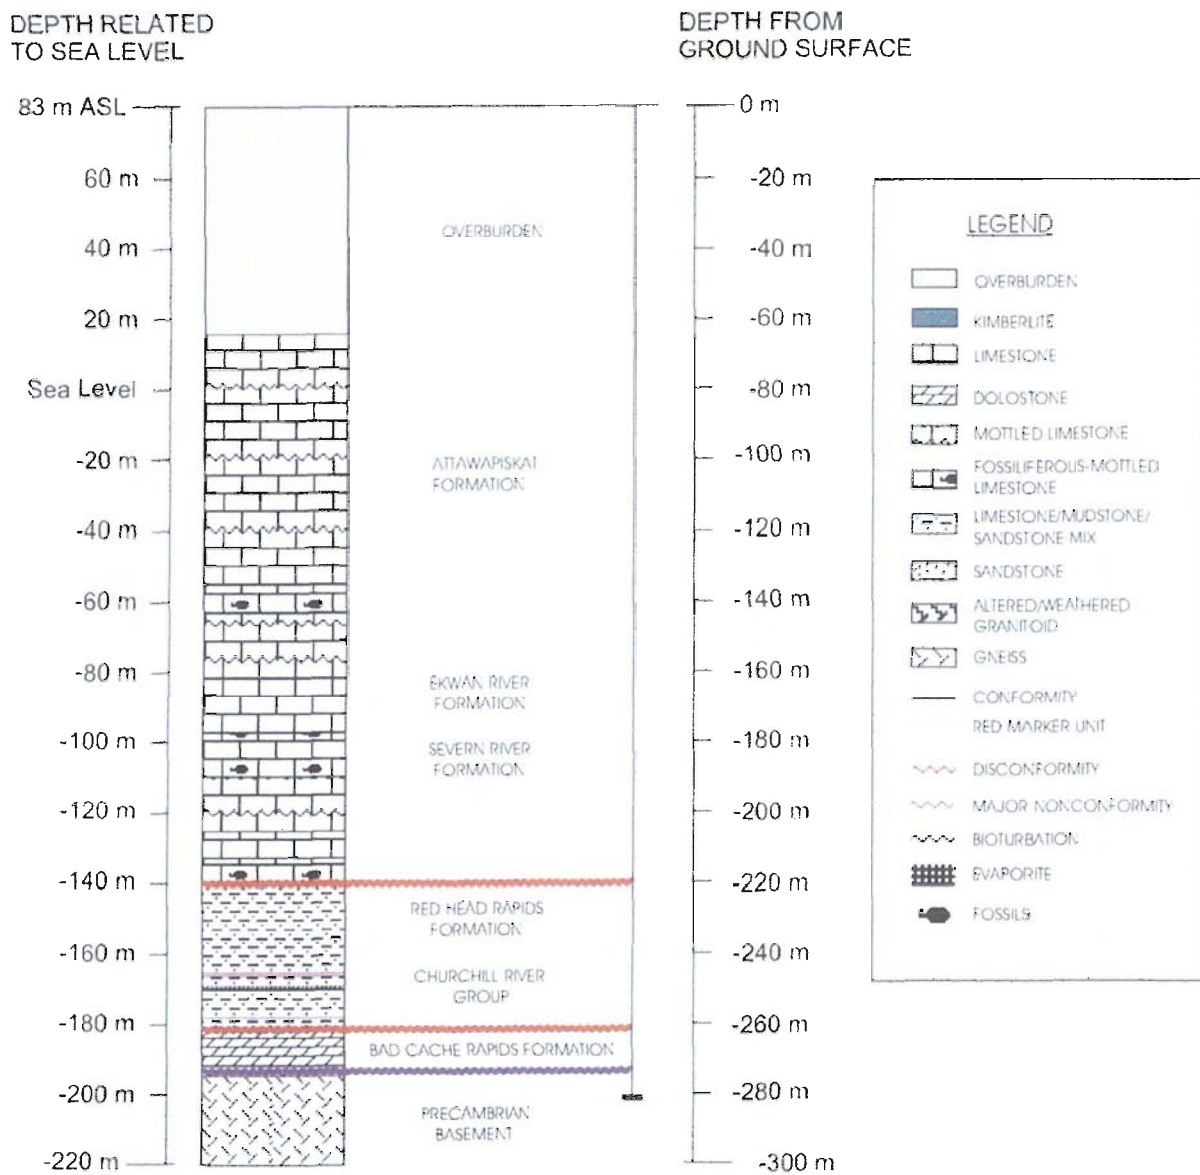 DEPTH RELATED
TO SEA LEVEL
83 m ASL
60 m
40 m
20 m
Sea Level
-20 m
-40 m
-60 m
-80 m
-100 m
-120 m
-140 m
-160 m
-180 m
-200 m
-220 m
OVERBURDEN
ATTAWAPISKAT
FORMATION
EKWAN RIVER
FORMATION
SEVERN RIVER
FORMATION
RED HEAD RAPIDS
FORMATION
CHURCHILL RIVER
GROUP
BAD CACHE RAPIDS FORMATION
PRECAMBRIAN
BASEMENT
DEPTH FROM
GROUND SURFACE
0 m
-20 m
-40 m
-60 m
-80 m
-100 m
-120 m
-140 m
-160 m
-180 m
-200 m
-220 m
-240 m
-260 m
-280 m
-300 m
LEGEND
OVERBURDEN
KIMBERLITE
LIMESTONE
DOLOSTONE
MOTTLED LIMESTONE
FOSSILIFEROUS-MOTTLED
LIMESTONE
LIMESTONE/MUDSTONE/
SANDSTONE MIX
SANDSTONE
ALTERED/WEATHERED
GRANITOID
GNEISS
CONFORMITY
RED MARKER UNIT
DISCONFORMITY
MAJOR NONCONFORMITY
BIOTURBATION
EVAPORITE
FOSSILS